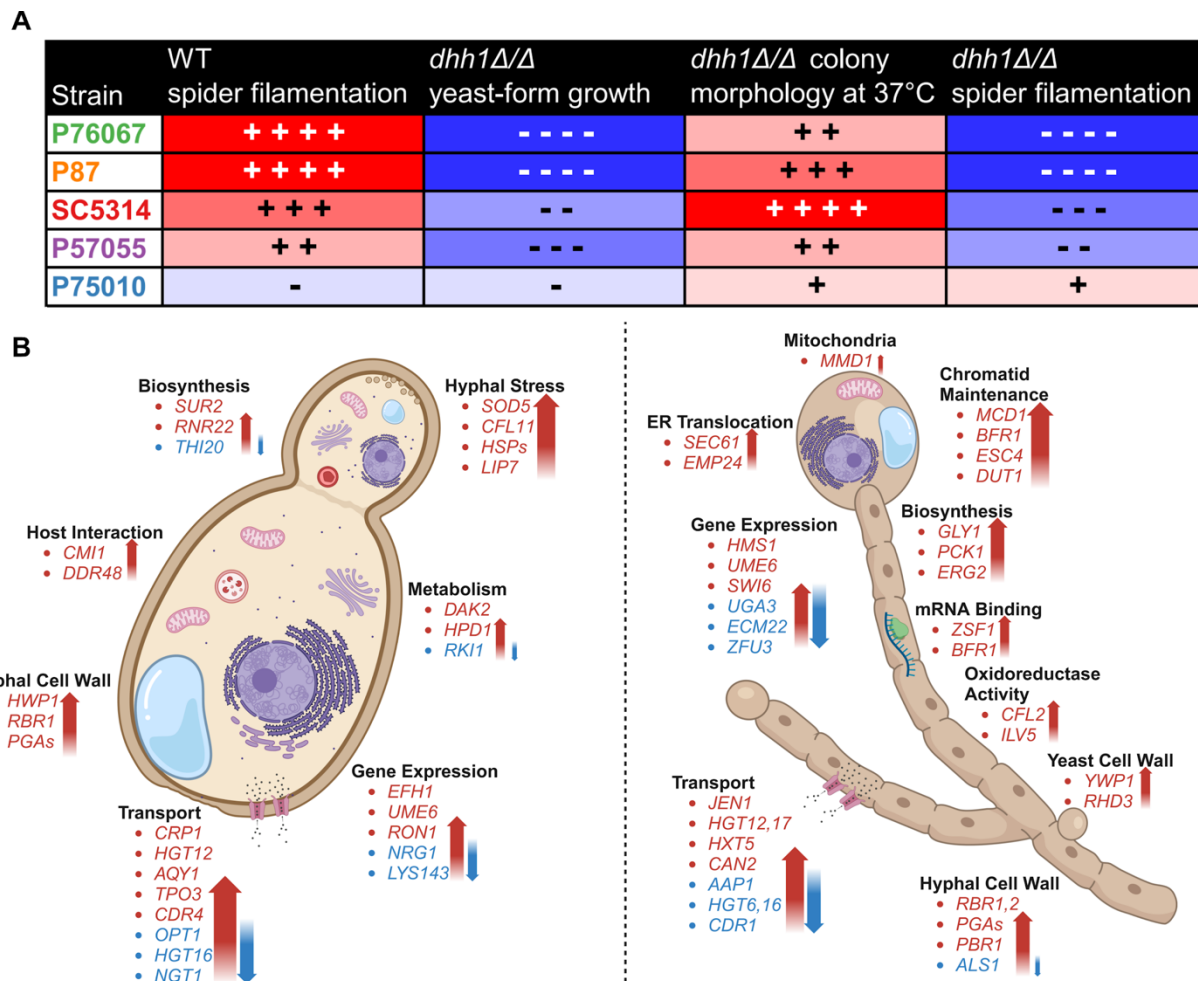 A
Strain
WT
spider filamentation
dhh1Δ/Δ
yeast-form growth
dhh1Δ/Δ colony
morphology at 37°C
dhh1Δ/Δ
spider filamentation
P76067 ++++ ---- ++ ----
P87 ++++ ---- +++ ----
SC5314 +++ -- ++++ ---
P57055 ++ --- ++ --
P75010 - - + +
B
Biosynthesis
• SUR2
• RNR22
• THI20
Hyphal Stress
• SOD5
• CFL11
• HSPs
• LIP7
Host Interaction
• CMI1
• DDR48
Metabolism
• DAK2
• HPD1
• RKI1
phal Cell Wall
HWP1
RBR1
PGAs
Gene Expression
• EFH1
• UME6
• RON1
• NRG1
• LYS143
Transport
• CRP1
• HGT12
• AQY1
• TPO3
• CDR4
• OPT1
• HGT16
• NGT1
Mitochondria
• MMD1
Chromatid
Maintenance
• MCD1
• BFR1
• ESC4
• DUT1
ER Translocation
• SEC61
• EMP24
Biosynthesis
• GLY1
• PCK1
• ERG2
Gene Expression
• HMS1
• UME6
• SWI6
• UGA3
• ECM22
• ZFU3
mRNA Binding
• ZSF1
• BFR1
Oxidoreductase
Activity
• CFL2
• ILV5
Yeast Cell Wall
• YWP1
• RHD3
Transport
• JEN1
• HGT12,17
• HXT5
• CAN2
• AAP1
• HGT6,16
• CDR1
Hyphal Cell Wall
• RBR1,2
• PGAs
• PBR1
• ALS1